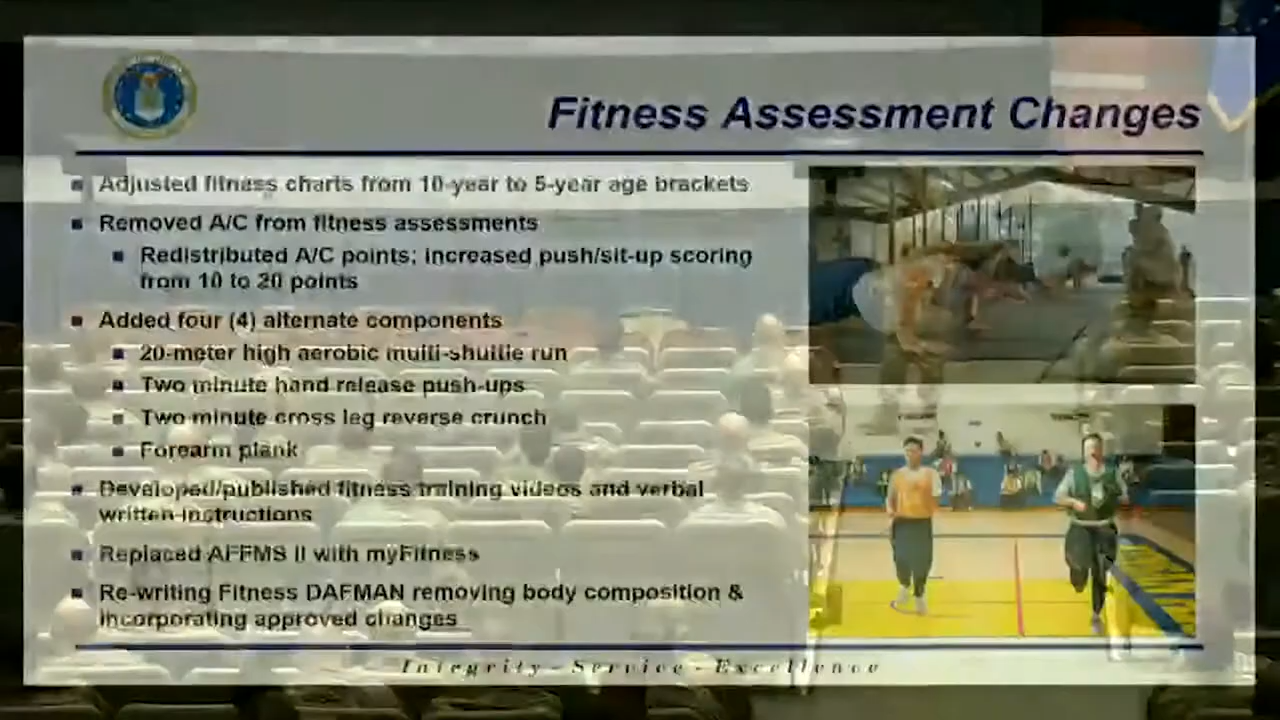 Fitness Assessment Changes
Adjusted fitness charts from 10-year to 5-year age brackets
Removed A/C from fitness assessments
Redistributed A/C points; increased push/sit-up scoring
from 10 to 20 points
Added four (4) alternate components
20-meter high aerobic multi-shuttle run
Two minute hand release push-ups
Two minute cross leg reverse crunch
Forearm plank
Developed/published fitness training videos and verbal
written instructions
Replaced AFFMS II with myFitness
Re-writing Fitness DAFMAN removing body composition &
incorporating approved changes
Integrity - Service - Excellence